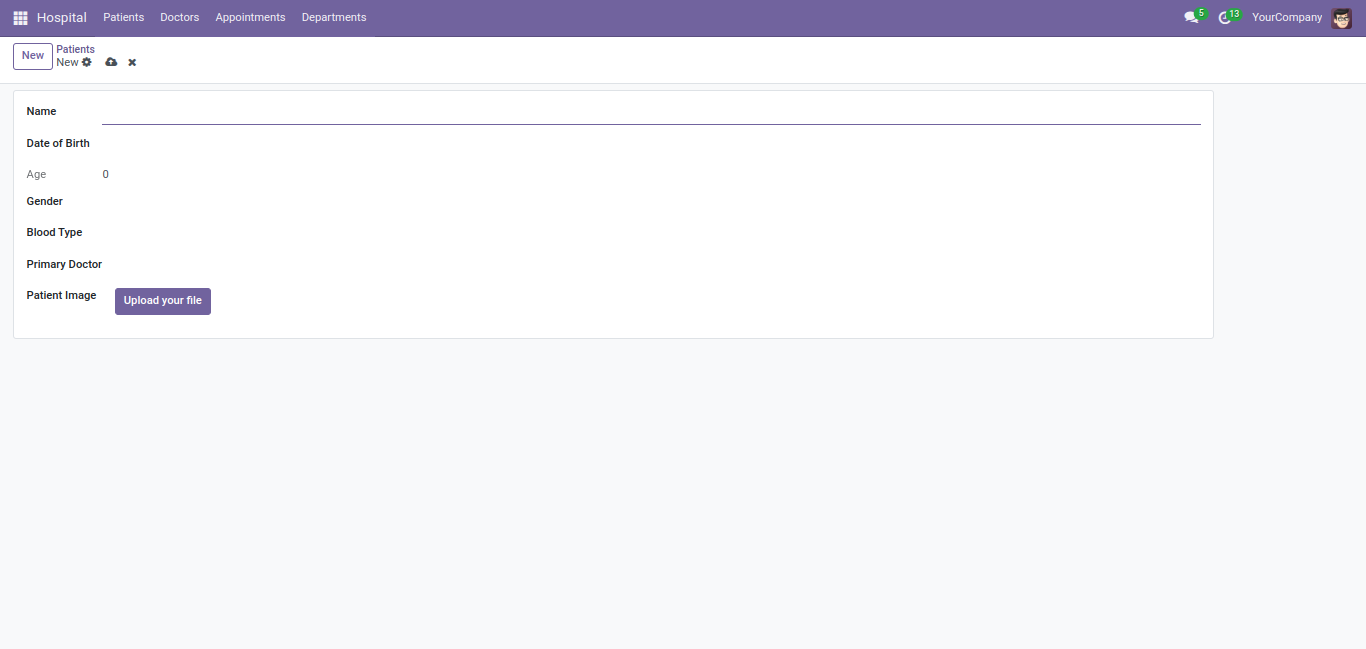 Hospital Patients Doctors Appointments Departments 5 13 YourCompany
New
Patients
New
Name
Date of Birth
Age 0
Gender
Blood Type
Primary Doctor
Patient Image Upload your file